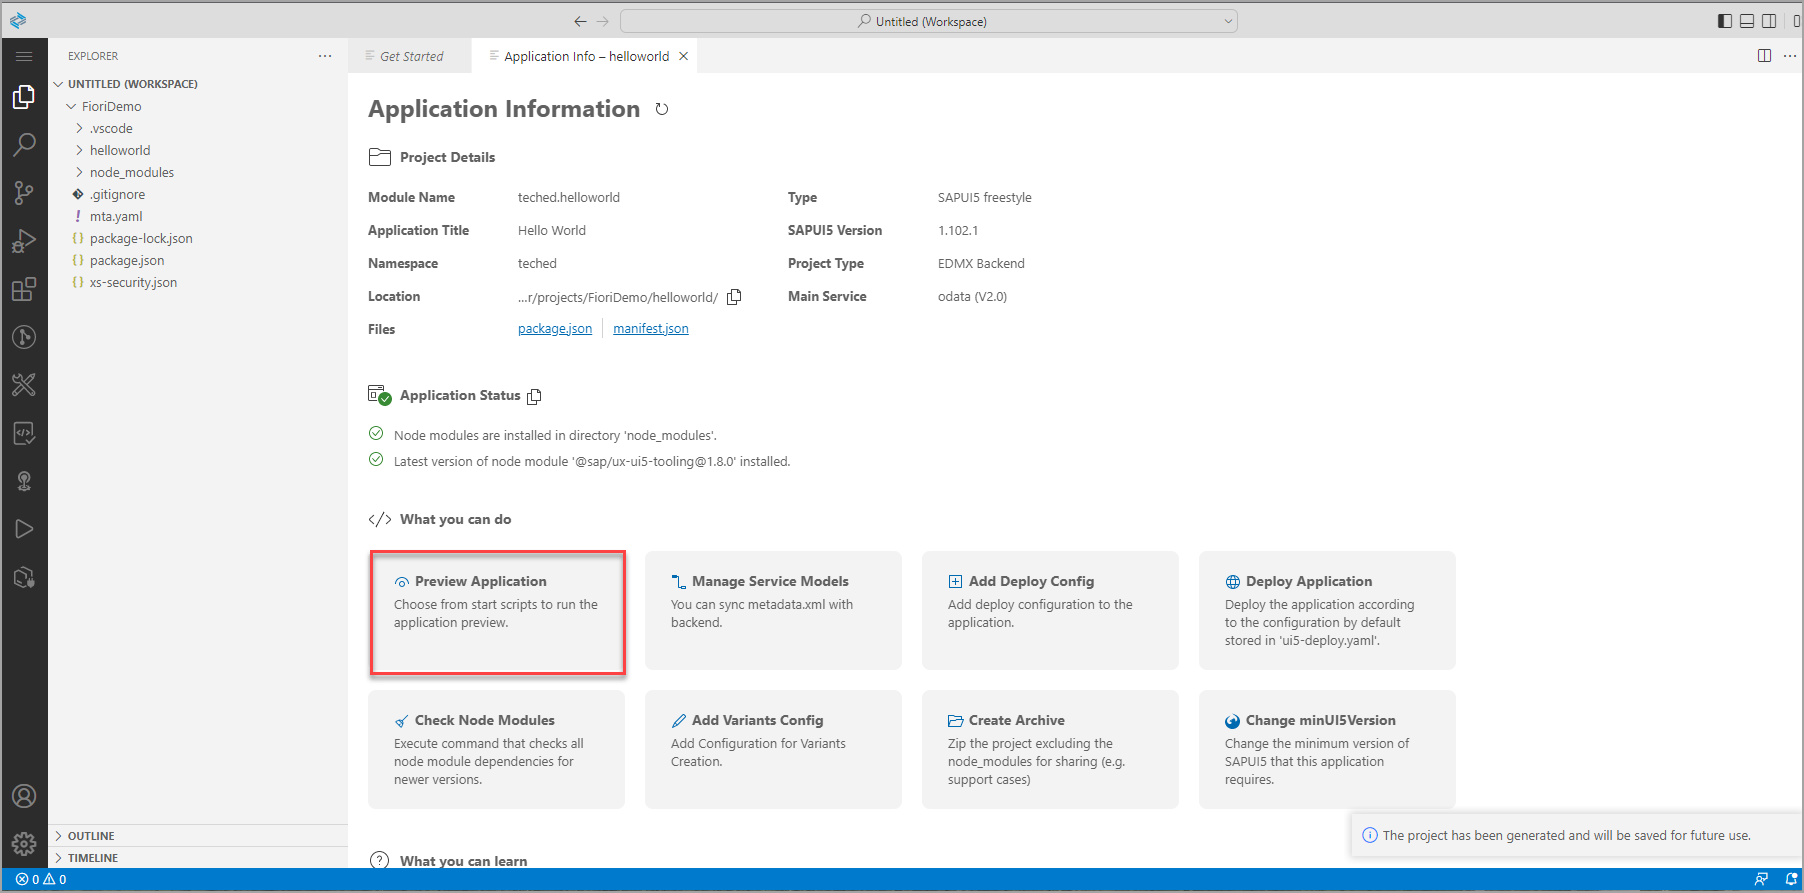 Untitled (Workspace)
EXPLORER
UNTITLED (WORKSPACE)
FioriDemo
.vscode
helloworld
node_modules
.gitignore
mta.yaml
package-lock.json
package.json
xs-security.json
OUTLINE
TIMELINE
Get Started
Application Info – helloworld
Application Information
Project Details
Module Name teched.helloworld Type SAPUI5 freestyle
Application Title Hello World SAPUI5 Version 1.102.1
Namespace teched Project Type EDMX Backend
Location ...r/projects/FioriDemo/helloworld/ Main Service odata (V2.0)
Files package.json manifest.json
Application Status
Node modules are installed in directory 'node_modules'.
Latest version of node module '@sap/ux-ui5-tooling@1.8.0' installed.
</> What you can do
Preview Application
Choose from start scripts to run the
application preview.
Manage Service Models
You can sync metadata.xml with
backend.
Add Deploy Config
Add deploy configuration to the
application.
Deploy Application
Deploy the application according
to the configuration by default
stored in 'ui5-deploy.yaml'.
Check Node Modules
Execute command that checks all
node module dependencies for
newer versions.
Add Variants Config
Add Configuration for Variants
Creation.
Create Archive
Zip the project excluding the
node_modules for sharing (e.g.
support cases)
Change minUI5Version
Change the minimum version of
SAPUI5 that this application
requires.
What you can learn
The project has been generated and will be saved for future use.
0 0